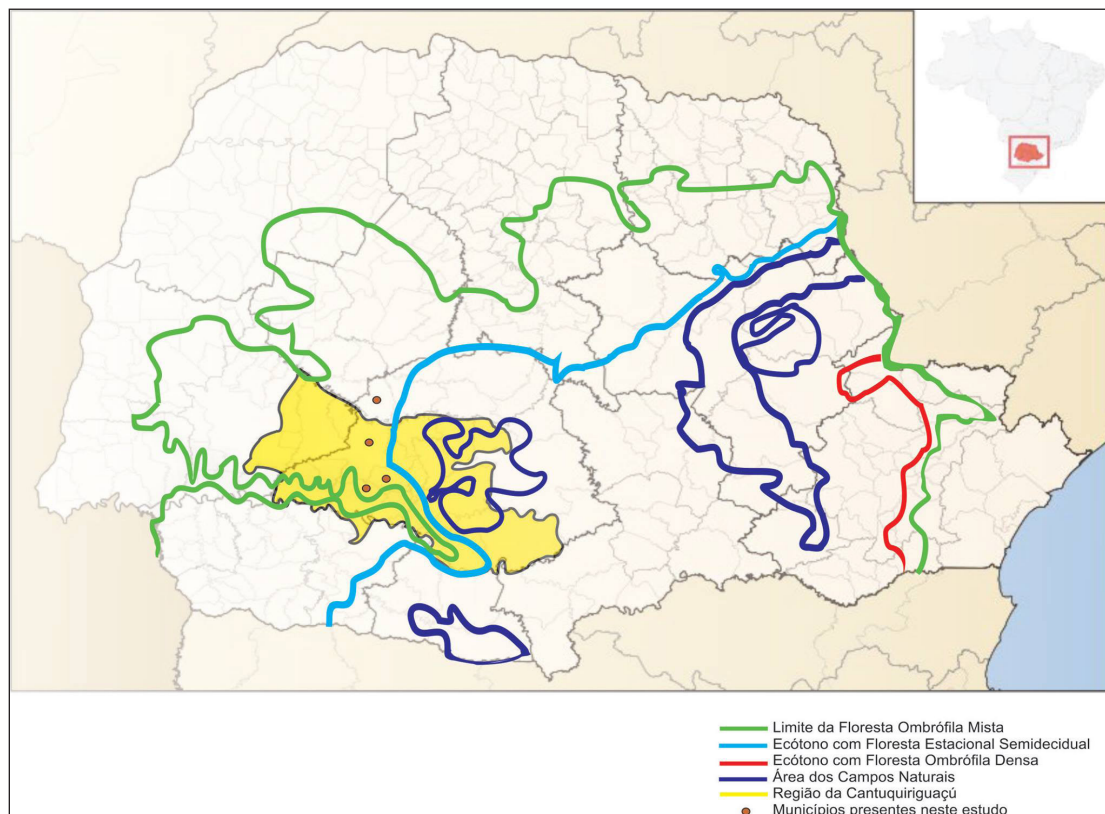 Limite da Floresta Ombrófila Mista
Ecótono com Floresta Estacional Semidecidual
Ecótono com Floresta Ombrófila Densa
Área dos Campos Naturais
Região da Cantuquiriguaçú
Municípios presentes neste estudo